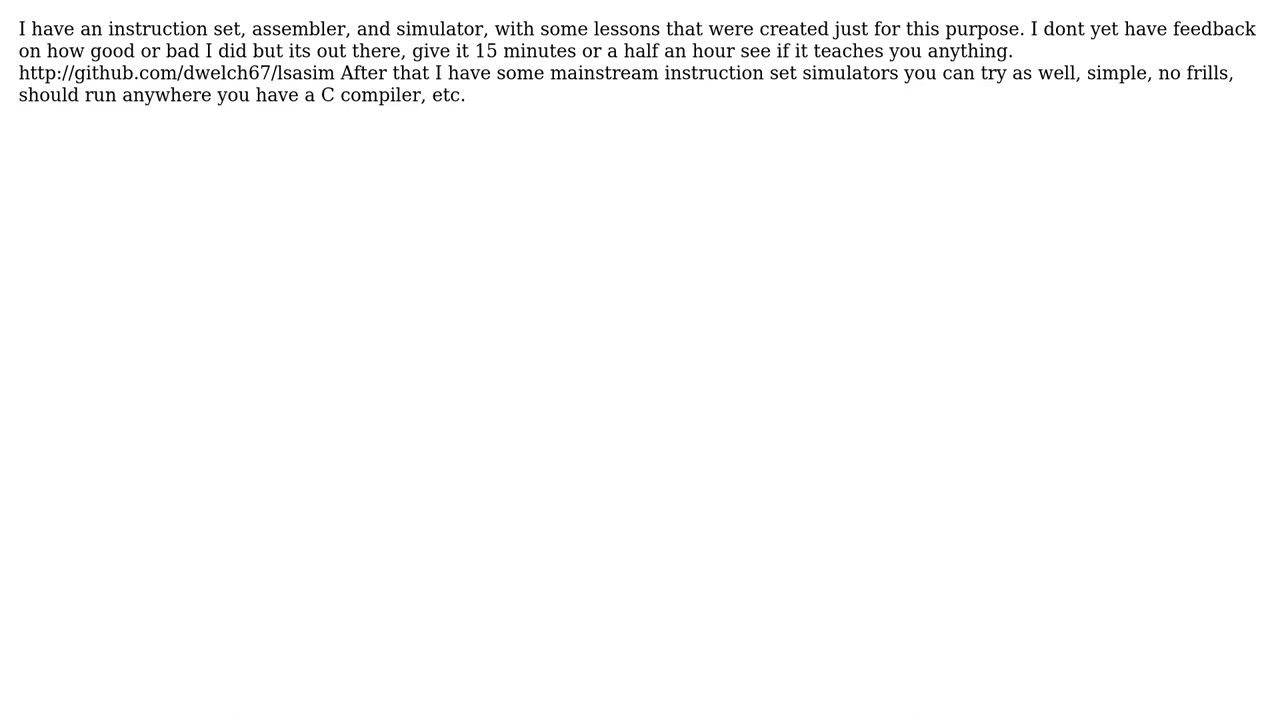 I have an instruction set, assembler, and simulator, with some lessons that were created just for this purpose. I dont yet have feedback
on how good or bad I did but its out there, give it 15 minutes or a half an hour see if it teaches you anything.
http://github.com/dwelch67/lsasim After that I have some mainstream instruction set simulators you can try as well, simple, no frills,
should run anywhere you have a C compiler, etc.